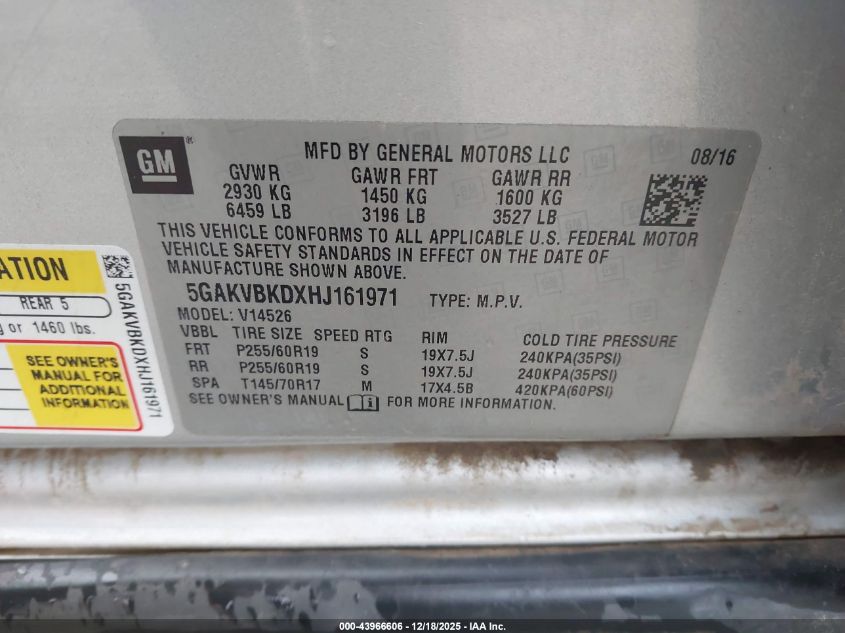 GM ®
MFD BY GENERAL MOTORS LLC 08/16
GVWR GAWR FRT GAWR RR
2930 KG 1450 KG 1600 KG
6459 LB 3196 LB 3527 LB
THIS VEHICLE CONFORMS TO ALL APPLICABLE U.S. FEDERAL MOTOR
VEHICLE SAFETY STANDARDS IN EFFECT ON THE DATE OF
MANUFACTURE SHOWN ABOVE.
5GAKVBKDXHJ161971 TYPE: M.P.V.
MODEL: V14526
VBBL TIRE SIZE SPEED RTG RIM COLD TIRE PRESSURE
FRT P255/60R19 S 19X7.5J 240KPA(35PSI)
RR P255/60R19 S 19X7.5J 240KPA(35PSI)
SPA T145/70R17 M 17X4.5B 420KPA(60PSI)
SEE OWNER'S MANUAL FOR MORE INFORMATION.
ATION
REAR 5
g or 1460 lbs.
SEE OWNER'S
MANUAL FOR
ADDITIONAL
INFORMATION
5GAKVBKDXHJ161971
000-43966606 - 12/18/2025 - IAA Inc.